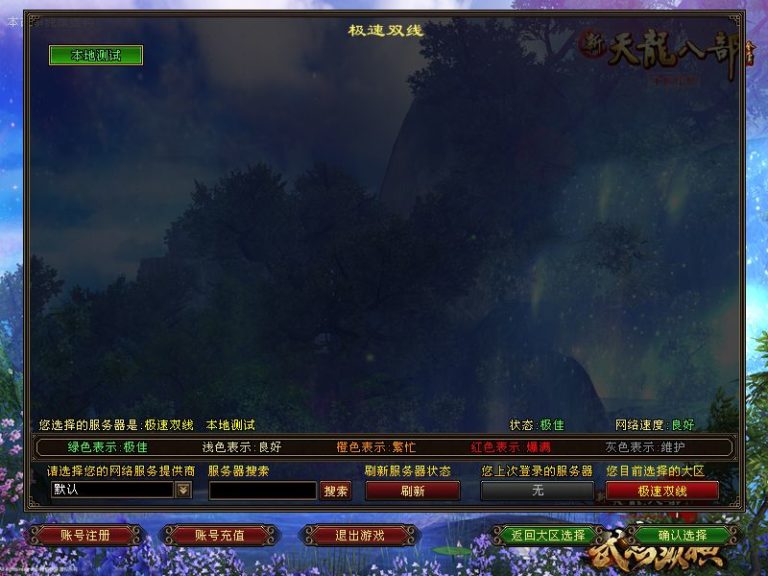 极速双线
本地测试
新天龍八部
您选择的服务器是:极速双线 本地测试 状态:极佳 网络速度:良好
绿色表示:极佳 浅色表示:良好 橙色表示:繁忙 红色表示:爆满 灰色表示:维护
请选择您的网络服务提供商 服务器搜索 刷新服务器状态 您上次登录的服务器 您目前选择的大区
默认 搜索 刷新 无 极速双线
账号注册 账号充值 退出游戏 返回大区选择 确认选择